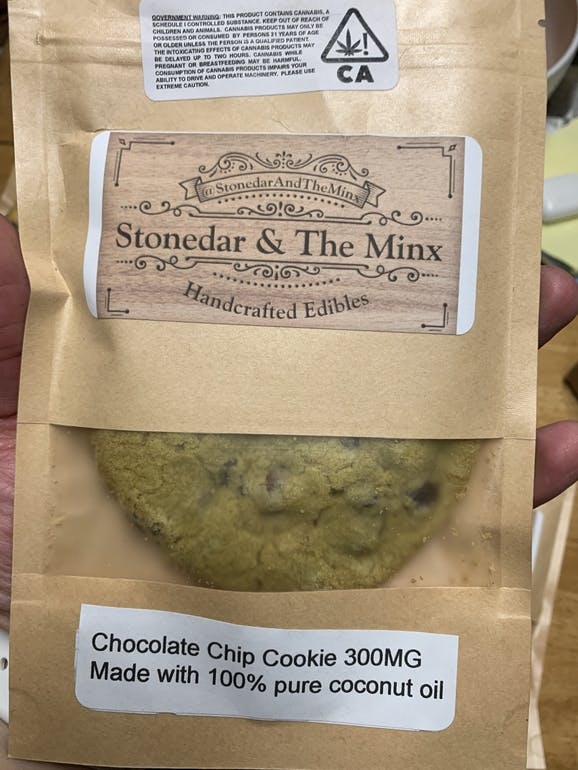 GOVERNMENT WARNING: THIS PRODUCT CONTAINS CANNABIS, A
SCHEDULE I CONTROLLED SUBSTANCE. KEEP OUT OF REACH OF
CHILDREN AND ANIMALS. CANNABIS PRODUCTS MAY ONLY BE
POSSESSED OR CONSUMED BY PERSONS 21 YEARS OF AGE
OR OLDER UNLESS THE PERSON IS A QUALIFIED PATIENT.
THE INTOXICATING EFFECTS OF CANNABIS PRODUCTS MAY
BE DELAYED UP TO TWO HOURS. CANNABIS WHILE
PREGNANT OR BREASTFEEDING MAY BE HARMFUL.
CONSUMPTION OF CANNABIS PRODUCTS IMPAIRS YOUR
ABILITY TO DRIVE AND OPERATE MACHINERY. PLEASE USE
EXTREME CAUTION.
!
CA
@StonedarAndTheMinx
Stonedar & The Minx
Handcrafted Edibles
Chocolate Chip Cookie 300MG
Made with 100% pure coconut oil